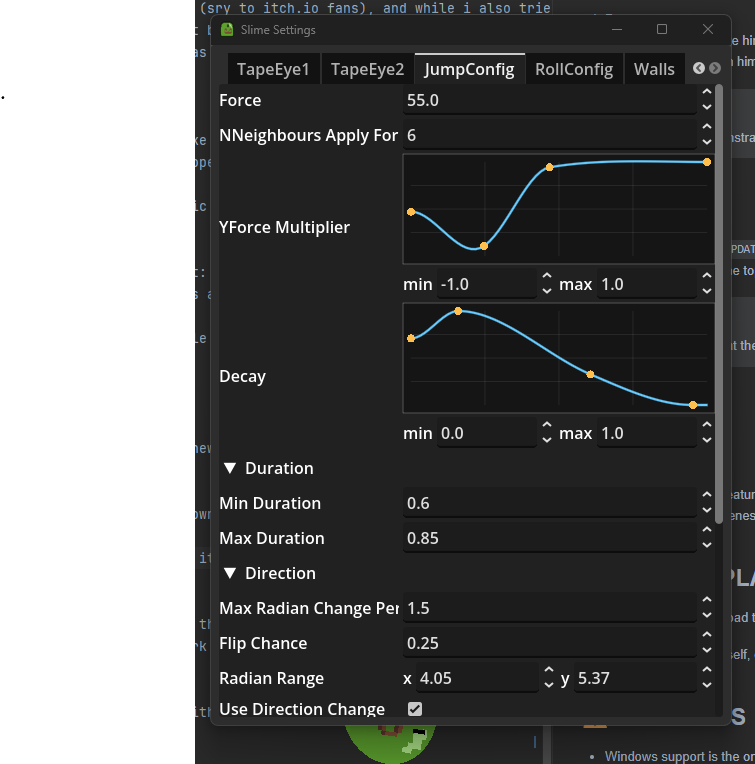 (sry to itch.io fans), and while i also trie
Slime Settings
TapeEye1 TapeEye2 JumpConfig RollConfig Walls
Force 55.0
NNeighbours Apply For 6
YForce Multiplier
min -1.0 max 1.0
Decay
min 0.0 max 1.0
Duration
Min Duration 0.6
Max Duration 0.85
Direction
Max Radian Change Per 1.5
Flip Chance 0.25
Radian Range x 4.05 y 5.37
Use Direction Change
Windows support is the or